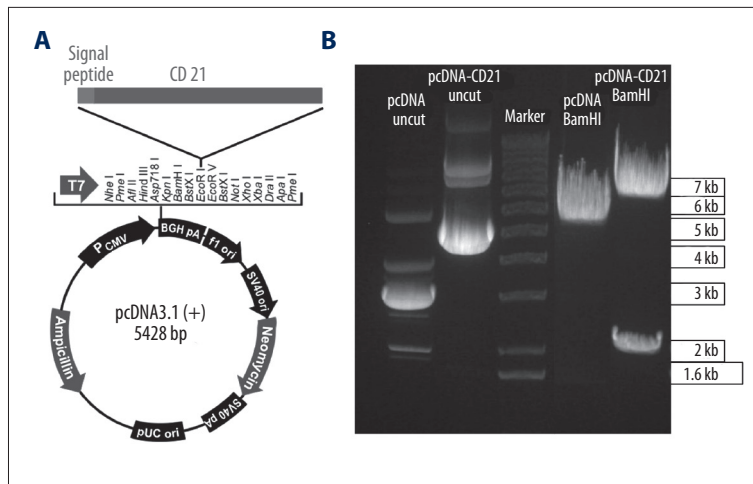 A
Signal
peptide
CD 21
T7
Nhe I
Pme I
Afl II
Hind III
Asp718 I
Kpn I
BamH I
BstX I
EcoR I
EcoR V
BstX I
Not I
Xho I
Xba I
Dra II
Apa I
Pme I
P CMV
BGH pA
f1 ori
SV40 ori
Neomycin
SV40 pA
pUC ori
Ampicillin
pcDNA3.1 (+)
5428 bp
B
pcDNA
uncut
pcDNA-CD21
uncut
Marker
pcDNA
BamHI
pcDNA-CD21
BamHI
7 kb
6 kb
5 kb
4 kb
3 kb
2 kb
1.6 kb